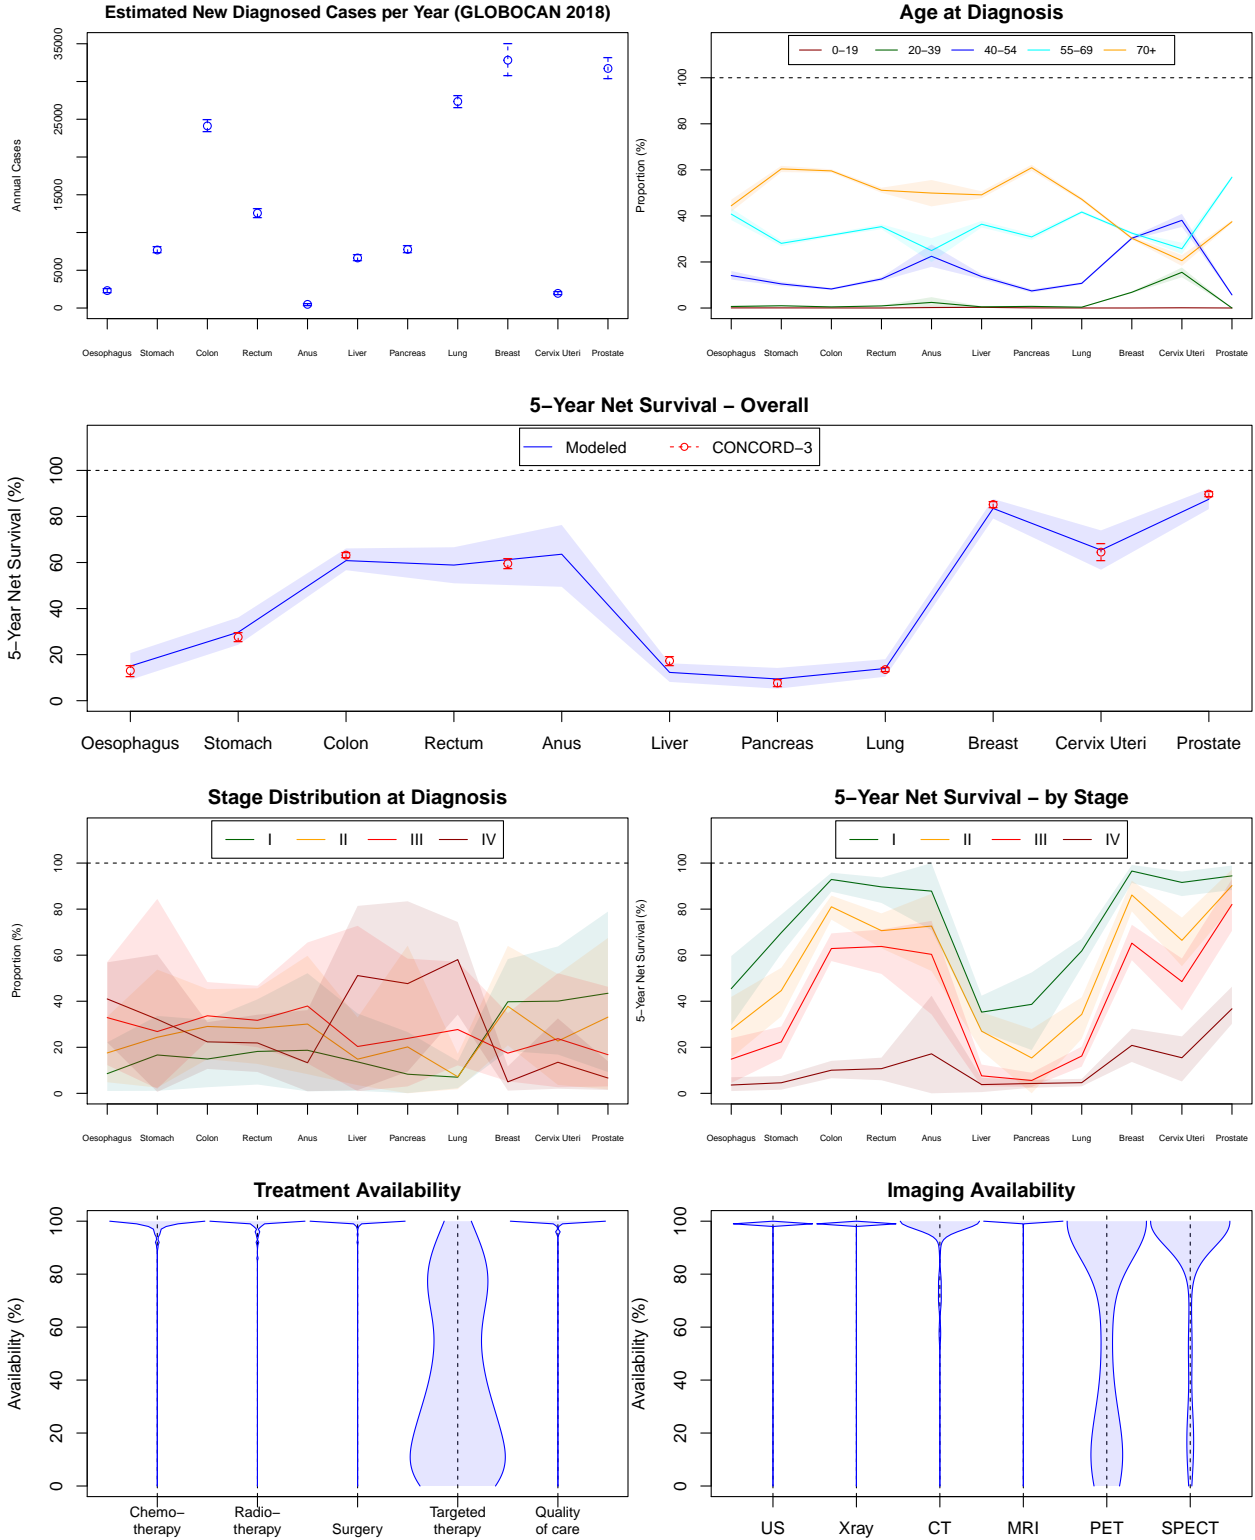 Estimated New Diagnosed Cases per Year (GLOBOCAN 2018)
Annual Cases
35000
25000
15000
5000
0
Oesophagus Stomach Colon Rectum Anus Liver Pancreas Lung Breast Cervix Uteri Prostate
Age at Diagnosis
0−19 20−39 40−54 55−69 70+
Proportion (%)
100
80
60
40
20
0
Oesophagus Stomach Colon Rectum Anus Liver Pancreas Lung Breast Cervix Uteri Prostate
5−Year Net Survival − Overall
Modeled CONCORD−3
5−Year Net Survival (%)
100
80
60
40
20
0
Oesophagus Stomach Colon Rectum Anus Liver Pancreas Lung Breast Cervix Uteri Prostate
Stage Distribution at Diagnosis
I II III IV
Proportion (%)
100
80
60
40
20
0
Oesophagus Stomach Colon Rectum Anus Liver Pancreas Lung Breast Cervix Uteri Prostate
5−Year Net Survival − by Stage
I II III IV
5−Year Net Survival (%)
100
80
60
40
20
0
Oesophagus Stomach Colon Rectum Anus Liver Pancreas Lung Breast Cervix Uteri Prostate
Treatment Availability
Availability (%)
100
80
60
40
20
0
Chemo− Radio− Targeted Quality
therapy therapy Surgery therapy of care
Imaging Availability
Availability (%)
100
80
60
40
20
0
US Xray CT MRI PET SPECT